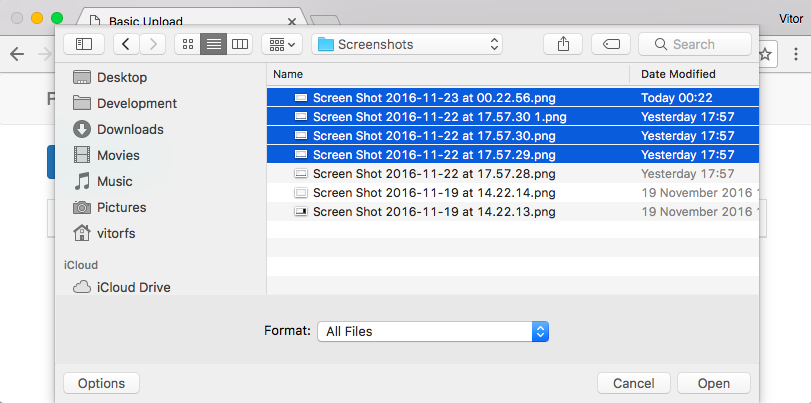 Basic Upload
Vitor
Screenshots
Search
Desktop
Development
Downloads
Movies
Music
Pictures
vitorfs
iCloud
iCloud Drive
Name Date Modified
Screen Shot 2016-11-23 at 00.22.56.png Today 00:22
Screen Shot 2016-11-22 at 17.57.30 1.png Yesterday 17:57
Screen Shot 2016-11-22 at 17.57.30.png Yesterday 17:57
Screen Shot 2016-11-22 at 17.57.29.png Yesterday 17:57
Screen Shot 2016-11-22 at 17.57.28.png Yesterday 17:57
Screen Shot 2016-11-19 at 14.22.14.png 19 November 2016 1
Screen Shot 2016-11-19 at 14.22.13.png 19 November 2016 1
Format: All Files
Options
Cancel
Open